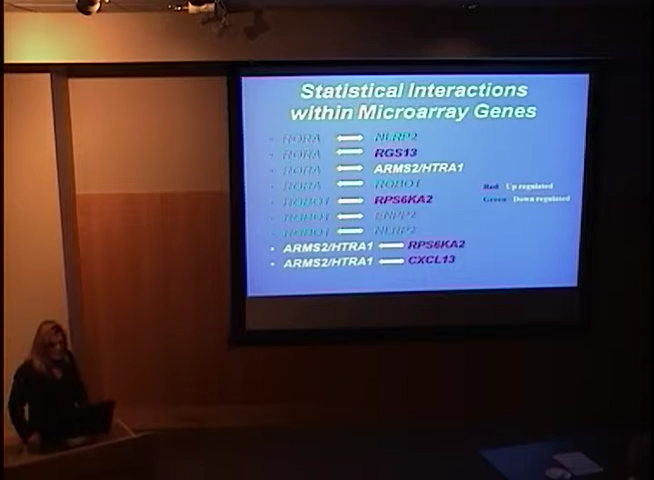 Statistical Interactions
within Microarray Genes
• RORA ⟷ NLRP2
• RORA ⟷ RGS13
• RORA ⟷ ARMS2/HTRA1
• RORA ⟷ ROBO1
• ROBO1 ⟷ RPS6KA2
• ROBO1 ⟷ ENPP2
• ROBO1 ⟷ NLRP2
• ARMS2/HTRA1 ⟷ RPS6KA2
• ARMS2/HTRA1 ⟷ CXCL13
Red Up regulated
Green Down regulated